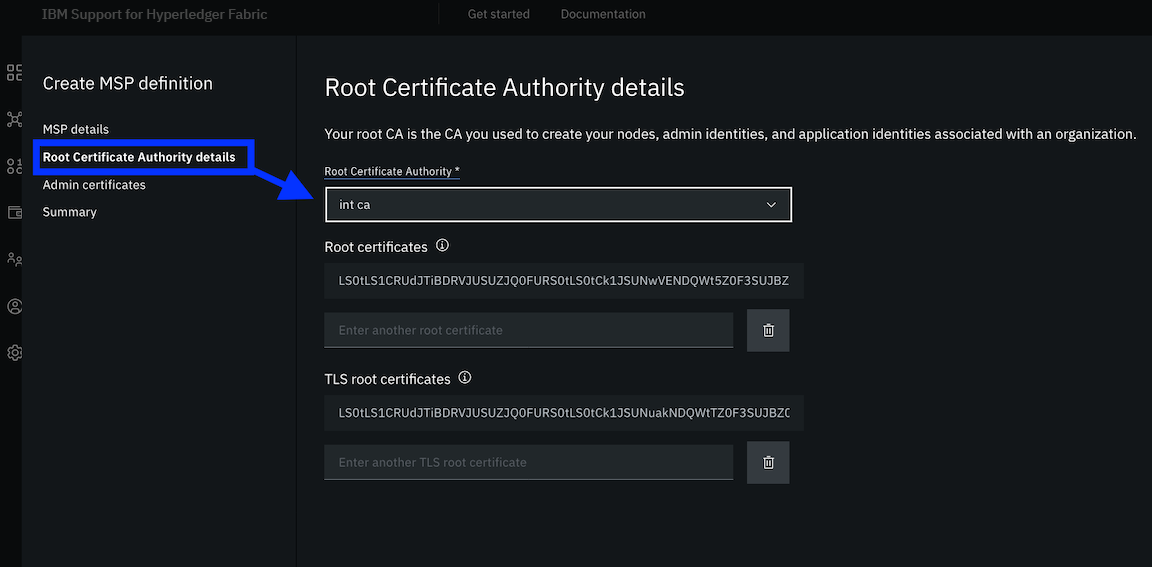 IBM Support for Hyperledger Fabric
Get started
Documentation
Create MSP definition
MSP details
Root Certificate Authority details
Admin certificates
Summary
Root Certificate Authority details
Your root CA is the CA you used to create your nodes, admin identities, and application identities associated with an organization.
Root Certificate Authority *
int ca
Root certificates
LS0tLS1CRUdJTiBDRVJUSUZJQ0FURS0tLS0tCk1JSUNwVENDQWt5Z0F3SUJBZ
Enter another root certificate
TLS root certificates
LS0tLS1CRUdJTiBDRVJUSUZJQ0FURS0tLS0tCk1JSUNuakNDQWtTZ0F3SUJBZ0
Enter another TLS root certificate